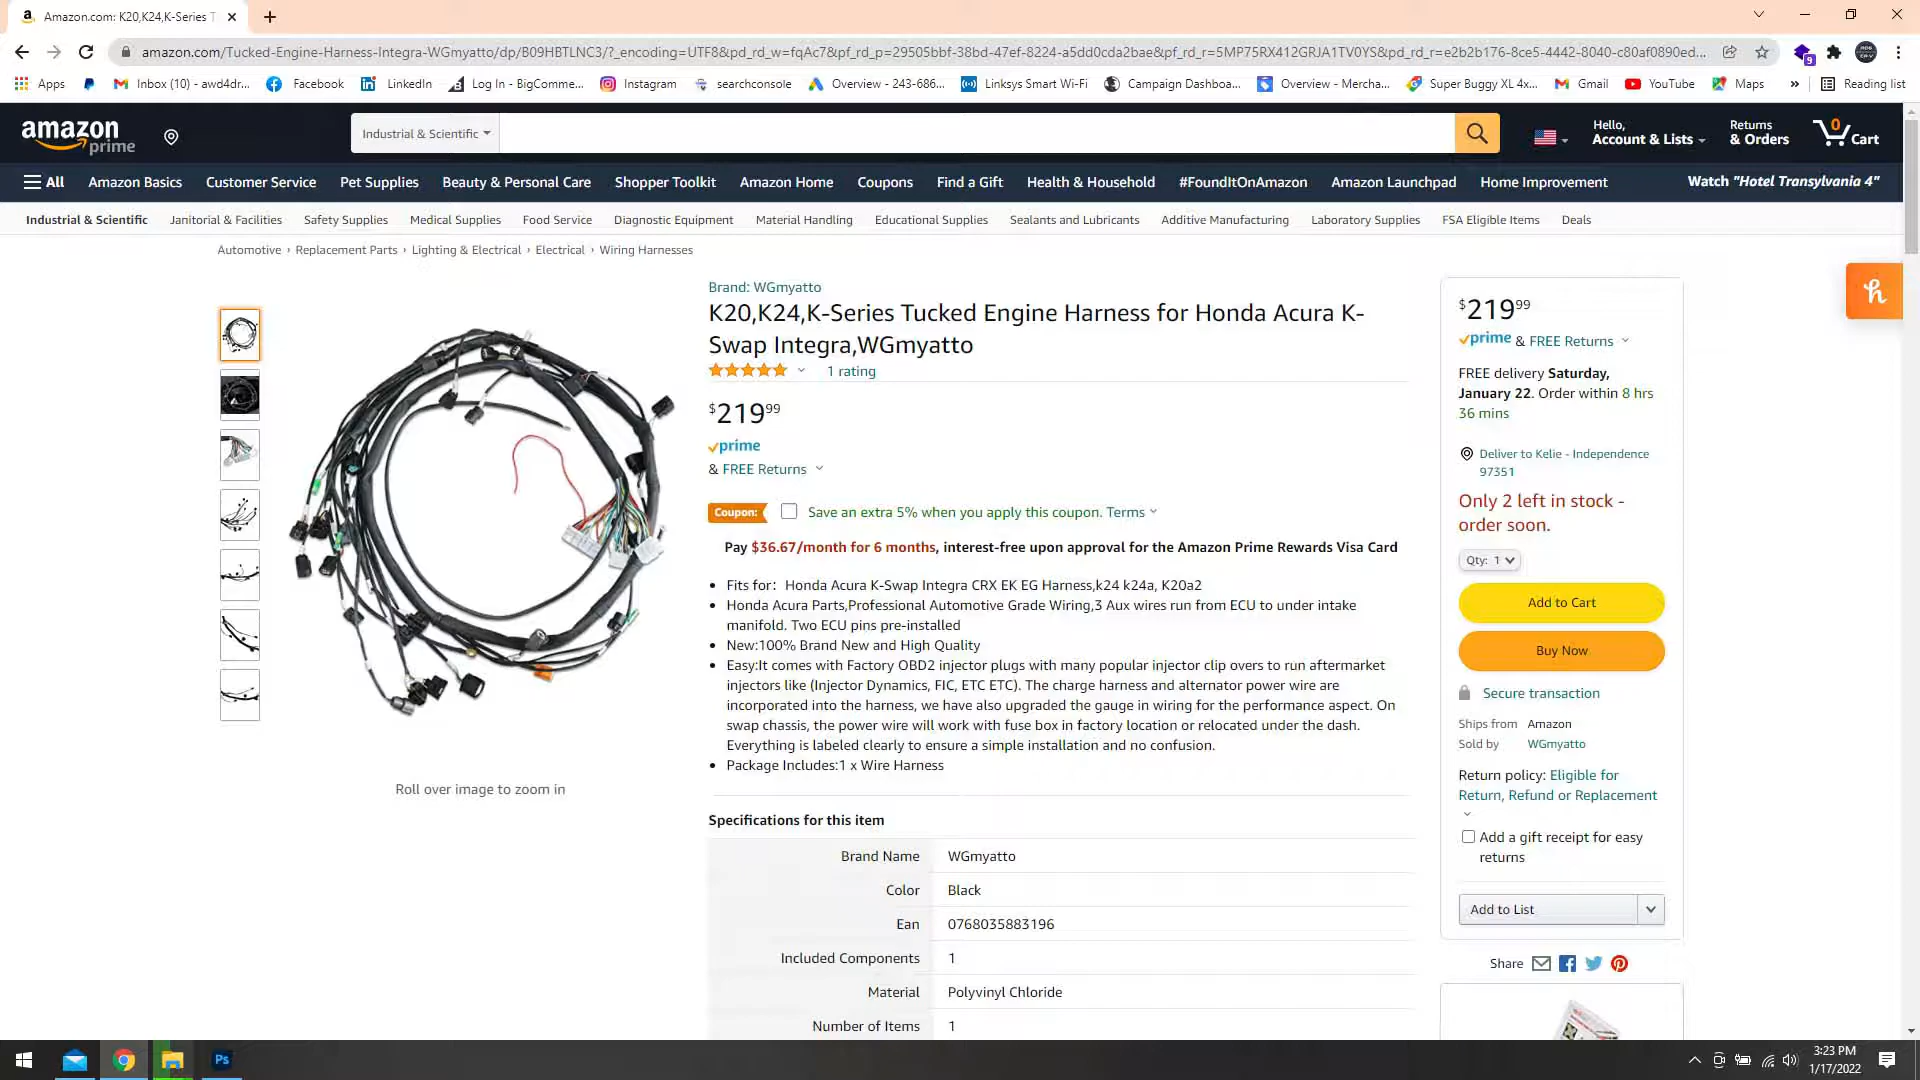 Amazon.com: K20,K24,K-Series T
amazon.com/Tucked-Engine-Harness-Integra-WGmyatto/dp/B09HBTLNC3/?_encoding=UTF8&pd_rd_w=fqAc7&pf_rd_p=29505bbf-38bd-47ef-8224-a5dd0cda2bae&pf_rd_r=5MP75RX412GRJA1TV0YS&pd_rd_r=e2b2b176-8ce5-4442-8040-c80af0890ed...
9
Apps Inbox (10) - awd4dr... Facebook LinkedIn Log In - BigComme... Instagram searchconsole Overview - 243-686... Linksys Smart Wi-Fi Campaign Dashboa... Overview - Mercha... Super Buggy XL 4x... Gmail YouTube Maps » Reading list
amazon prime
Industrial & Scientific
Hello,
Account & Lists
Returns
& Orders
0
Cart
All Amazon Basics Customer Service Pet Supplies Beauty & Personal Care Shopper Toolkit Amazon Home Coupons Find a Gift Health & Household #FoundItOnAmazon Amazon Launchpad Home Improvement Watch "Hotel Transylvania 4"
Industrial & Scientific Janitorial & Facilities Safety Supplies Medical Supplies Food Service Diagnostic Equipment Material Handling Educational Supplies Sealants and Lubricants Additive Manufacturing Laboratory Supplies FSA Eligible Items Deals
Automotive › Replacement Parts › Lighting & Electrical › Electrical › Wiring Harnesses
Roll over image to zoom in
Brand: WGmyatto
K20,K24,K-Series Tucked Engine Harness for Honda Acura K-
Swap Integra,WGmyatto
1 rating
$219 99
prime
& FREE Returns
Coupon: Save an extra 5% when you apply this coupon. Terms
Pay $36.67/month for 6 months, interest-free upon approval for the Amazon Prime Rewards Visa Card
• Fits for: Honda Acura K-Swap Integra CRX EK EG Harness,k24 k24a, K20a2
• Honda Acura Parts,Professional Automotive Grade Wiring,3 Aux wires run from ECU to under intake
manifold. Two ECU pins pre-installed
• New:100% Brand New and High Quality
• Easy:It comes with Factory OBD2 injector plugs with many popular injector clip overs to run aftermarket
injectors like (Injector Dynamics, FIC, ETC ETC). The charge harness and alternator power wire are
incorporated into the harness, we have also upgraded the gauge in wiring for the performance aspect. On
swap chassis, the power wire will work with fuse box in factory location or relocated under the dash.
Everything is labeled clearly to ensure a simple installation and no confusion.
• Package Includes:1 x Wire Harness
Specifications for this item
Brand Name WGmyatto
Color Black
Ean 0768035883196
Included Components 1
Material Polyvinyl Chloride
Number of Items 1
$219 99
prime & FREE Returns
FREE delivery Saturday,
January 22. Order within 8 hrs
36 mins
Deliver to Kelie - Independence
97351
Only 2 left in stock -
order soon.
Qty: 1
Add to Cart
Buy Now
Secure transaction
Ships from Amazon
Sold by WGmyatto
Return policy: Eligible for
Return, Refund or Replacement
Add a gift receipt for easy
returns
Add to List
Share
Ps
3:23 PM
1/17/2022